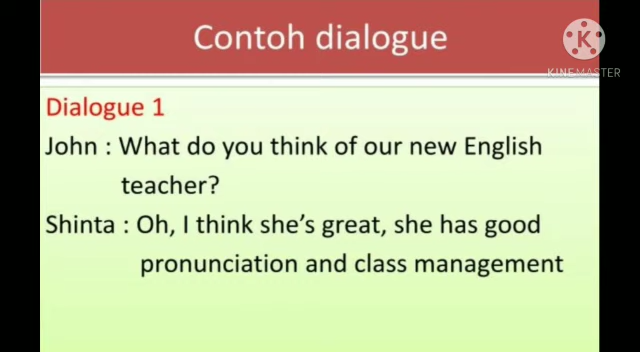 Contoh dialogue
KINEMASTER
Dialogue 1
John : What do you think of our new English
teacher?
Shinta : Oh, I think she's great, she has good
pronunciation and class management